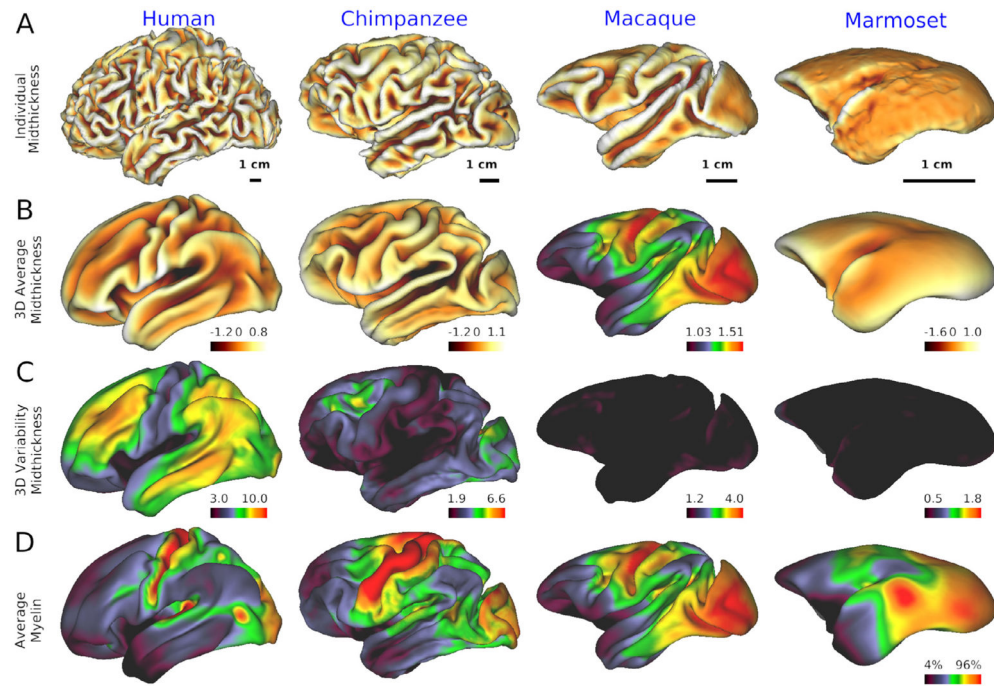 A
Human
Chimpanzee
Macaque
Marmoset
Individual
Midthickness
1 cm
1 cm
1 cm
1 cm
B
3D Average
Midthickness
-1.20 0.8
-1.20 1.1
1.03 1.51
-1.60 1.0
C
3D Variability
Midthickness
3.0 10.0
1.9 6.6
1.2 4.0
0.5 1.8
D
Average
Myelin
4% 96%